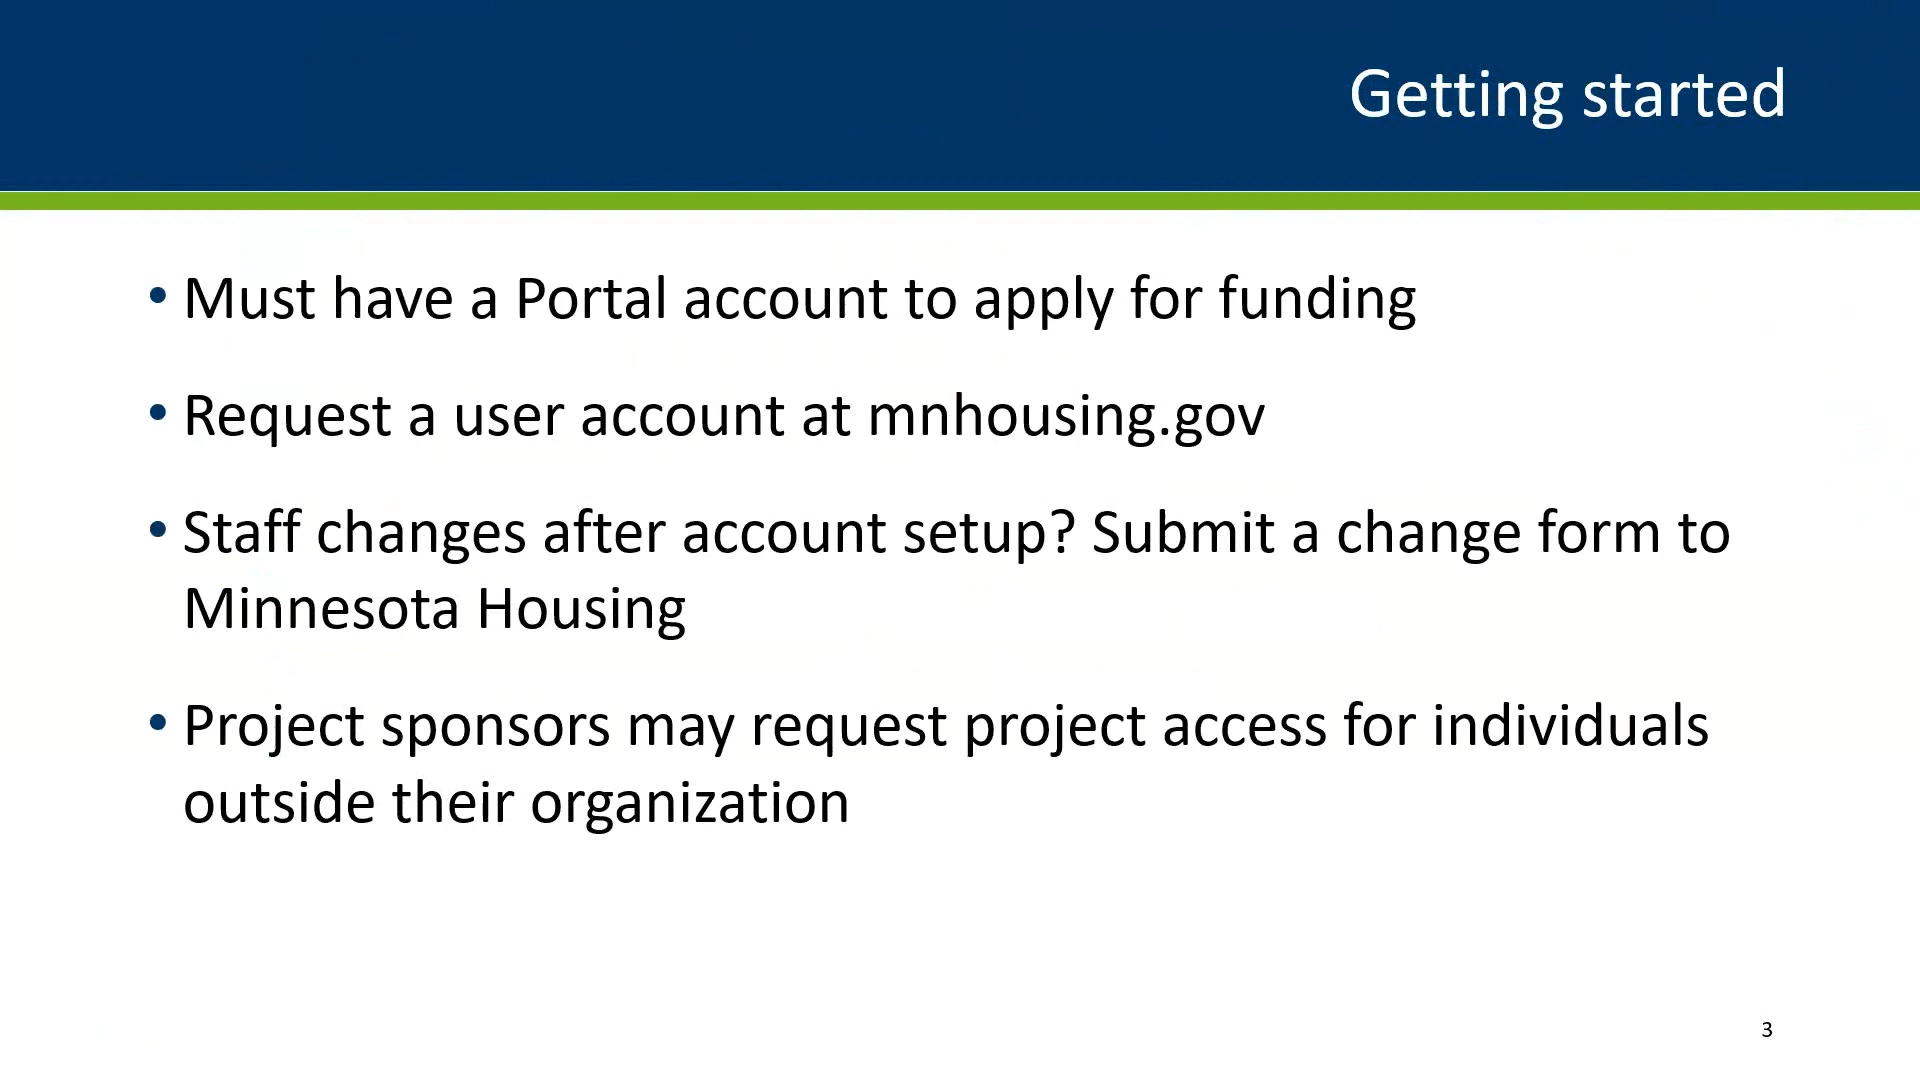 Getting started
• Must have a Portal account to apply for funding
• Request a user account at mnhousing.gov
• Staff changes after account setup? Submit a change form to
Minnesota Housing
• Project sponsors may request project access for individuals
outside their organization
3